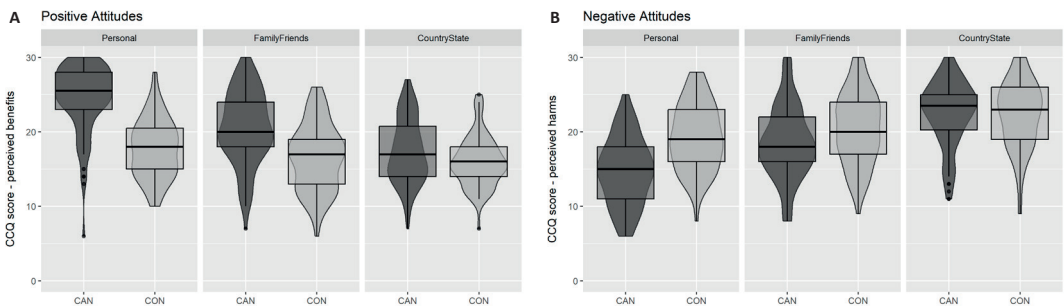 A
Positive Attitudes
Personal
FamilyFriends
CountryState
CCQ score - perceived benefits
30
20
10
0
CAN
CON
CAN
CON
CAN
CON
B
Negative Attitudes
Personal
FamilyFriends
CountryState
CCQ score - perceived harms
30
20
10
0
CAN
CON
CAN
CON
CAN
CON